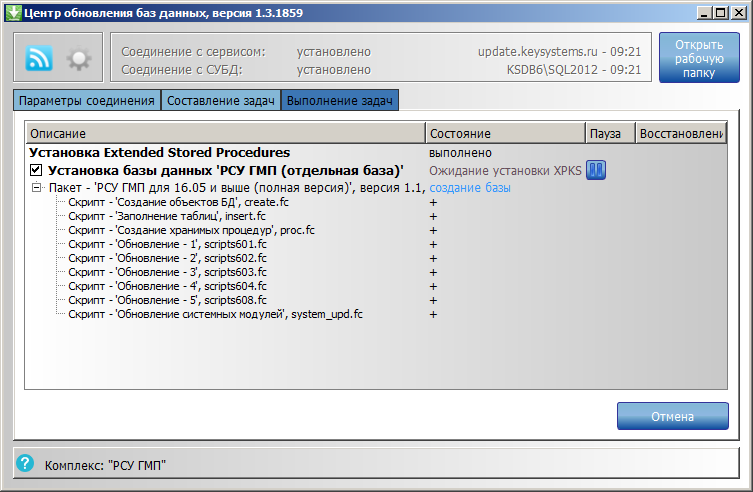 Центр обновления баз данных, версия 1.3.1859
Соединение с сервисом: установлено update.keysystems.ru - 09:21
Соединение с СУБД: установлено KSDB6\SQL2012 - 09:21
Открыть
рабочую
папку
Параметры соединения Составление задач Выполнение задач
Описание Состояние Пауза Восстановлени
Установка Extended Stored Procedures выполнено
Установка базы данных 'РСУ ГМП (отдельная база)' Ожидание установки XPKS
Пакет - 'РСУ ГМП для 16.05 и выше (полная версия)', версия 1.1, создание базы
Скрипт - 'Создание объектов БД', create.fc +
Скрипт - 'Заполнение таблиц', insert.fc +
Скрипт - 'Создание хранимых процедур', proc.fc +
Скрипт - 'Обновление - 1', scripts601.fc +
Скрипт - 'Обновление - 2', scripts602.fc +
Скрипт - 'Обновление - 3', scripts603.fc +
Скрипт - 'Обновление - 4', scripts604.fc +
Скрипт - 'Обновление - 5', scripts608.fc +
Скрипт - 'Обновление системных модулей', system_upd.fc +
Отмена
? Комплекс: "РСУ ГМП"